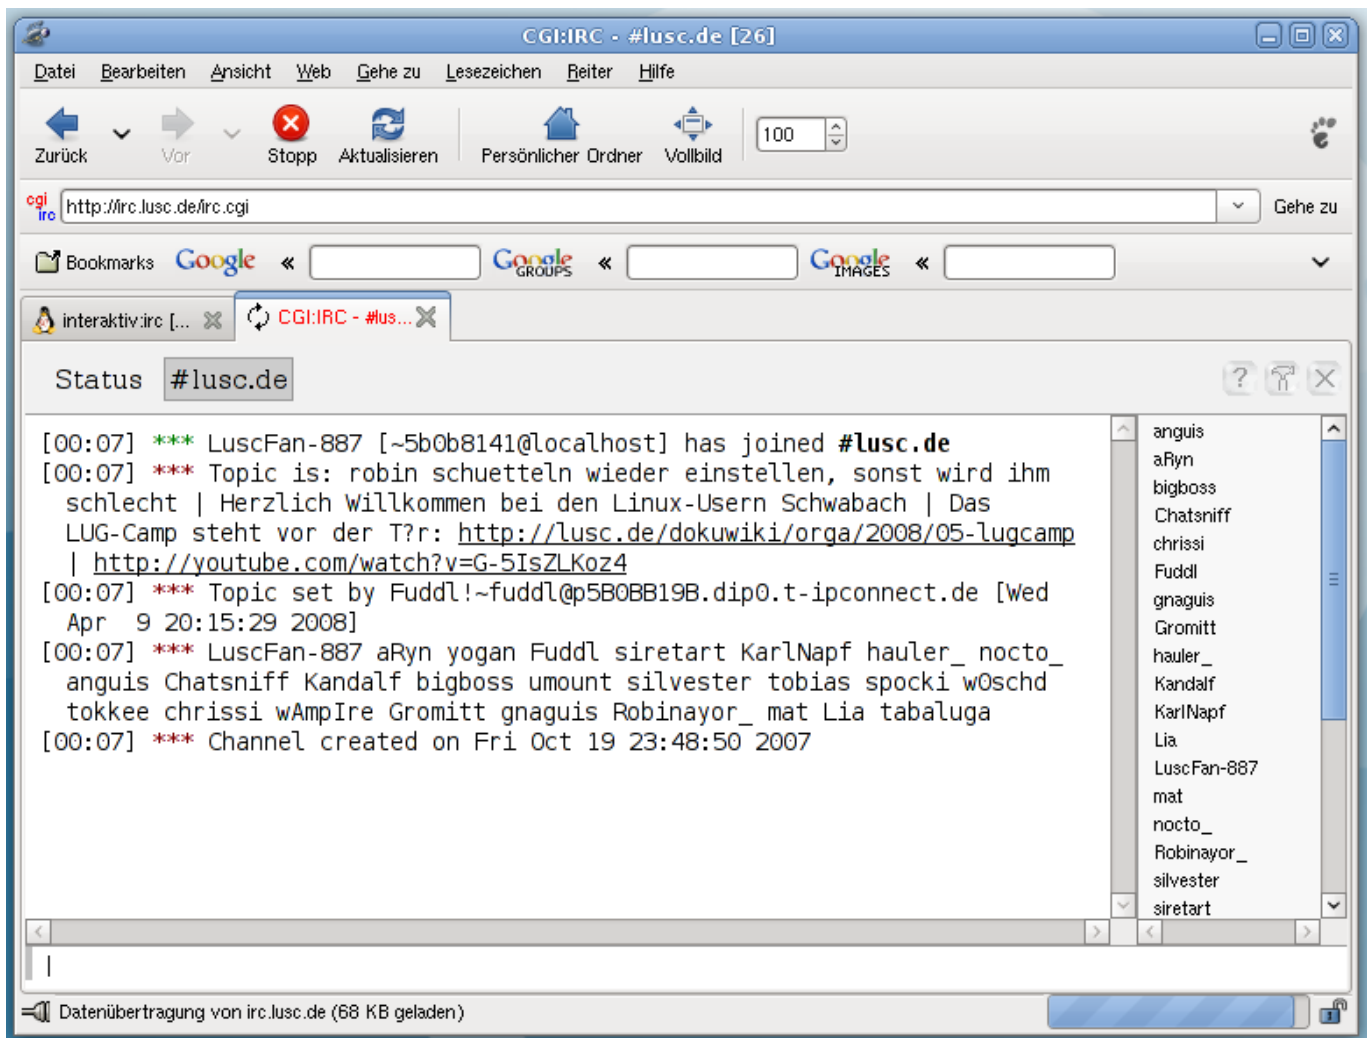 CGI:IRC - #lusc.de [26]
Datei Bearbeiten Ansicht Web Gehe zu Lesezeichen Reiter Hilfe
Zurück Vor Stopp Aktualisieren Persönlicher Ordner Vollbild 100
cgi irc http://irc.lusc.de/irc.cgi Gehe zu
Bookmarks Google « Google GROUPS « Google IMAGES «
interaktiv:irc [... CGI:IRC - #lus...
Status #lusc.de ?
[00:07] *** LuscFan-887 [~5b0b8141@localhost] has joined #lusc.de
[00:07] *** Topic is: robin schuetteln wieder einstellen, sonst wird ihm
schlecht | Herzlich Willkommen bei den Linux-Usern Schwabach | Das
LUG-Camp steht vor der T?r: http://lusc.de/dokuwiki/orga/2008/05-lugcamp
| http://youtube.com/watch?v=G-5IsZLKoz4
[00:07] *** Topic set by Fuddl!~fuddl@p5B0BB19B.dip0.t-ipconnect.de [Wed
Apr  9 20:15:29 2008]
[00:07] *** LuscFan-887 aRyn yogan Fuddl siretart KarlNapf hauler_ nocto_
anguis Chatsniff Kandalf bigboss umount silvester tobias spocki w0schd
tokkee chrissi wAmpIre Gromitt gnaguis Robinayor_ mat Lia tabaluga
[00:07] *** Channel created on Fri Oct 19 23:48:50 2007
anguis
aRyn
bigboss
Chatsniff
chrissi
Fuddl
gnaguis
Gromitt
hauler_
Kandalf
KarlNapf
Lia
LuscFan-887
mat
nocto_
Robinayor_
silvester
siretart
Datenübertragung von irc.lusc.de (68 KB geladen)